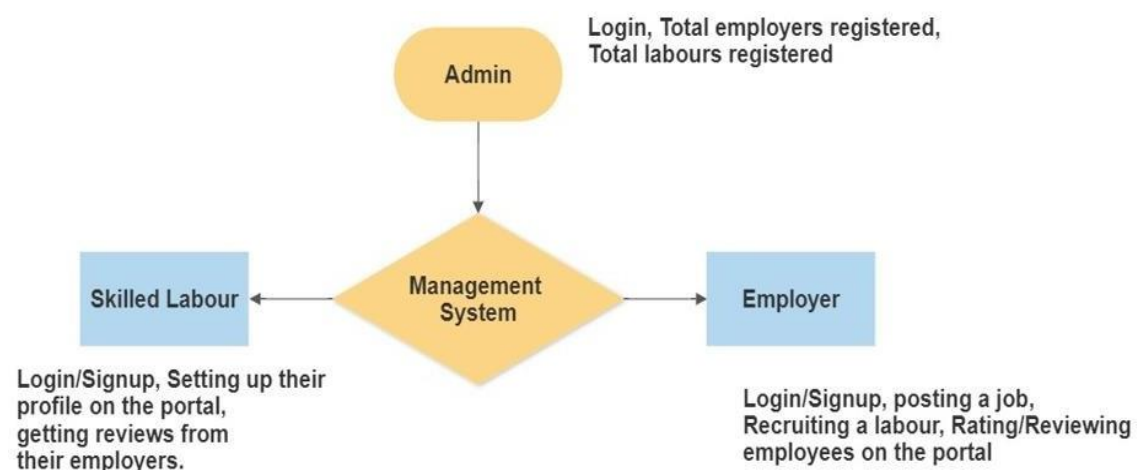 Login, Total employers registered,
Total labours registered
Admin
Management
System
Skilled Labour
Employer
Login/Signup, Setting up their
profile on the portal,
getting reviews from
their employers.
Login/Signup, posting a job,
Recruiting a labour, Rating/Reviewing
employees on the portal